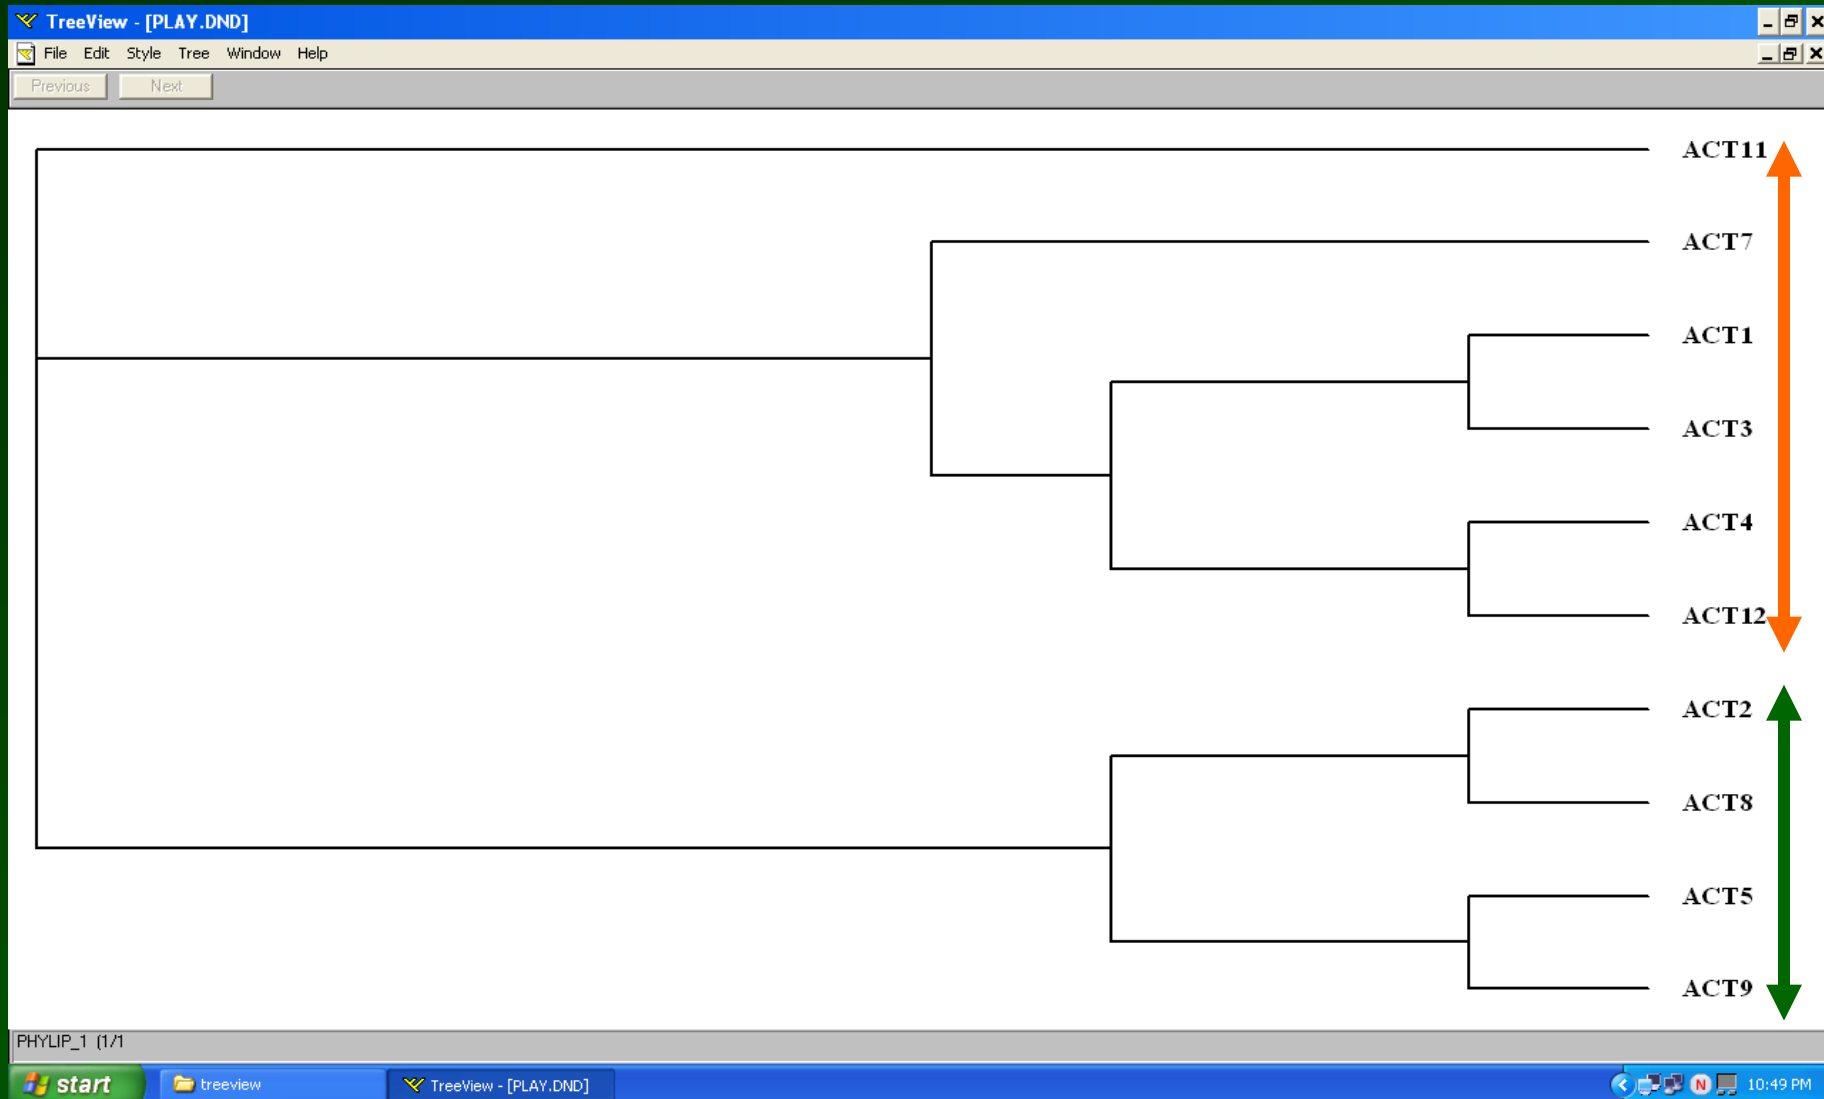 TreeView - [PLAY.DND]
File Edit Style Tree Window Help
Previous Next
ACT11
ACT7
ACT1
ACT3
ACT4
ACT12
ACT2
ACT8
ACT5
ACT9
PHYLIP_1 (1/1
start treeview TreeView - [PLAY.DND] N 10:49 PM